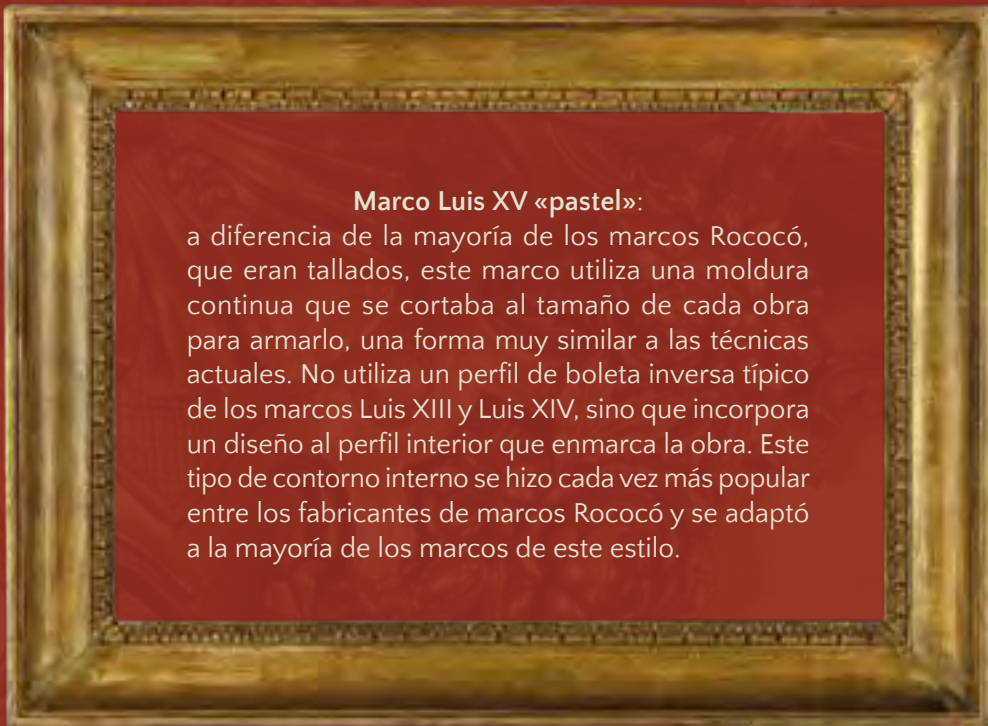 Marco Luis XV «pastel»:
a diferencia de la mayoría de los marcos Rococó,
que eran tallados, este marco utiliza una moldura
continua que se cortaba al tamaño de cada obra
para armarlo, una forma muy similar a las técnicas
actuales. No utiliza un perfil de boleta inversa típico
de los marcos Luis XIII y Luis XIV, sino que incorpora
un diseño al perfil interior que enmarca la obra. Este
tipo de contorno interno se hizo cada vez más popular
entre los fabricantes de marcos Rococó y se adaptó
a la mayoría de los marcos de este estilo.